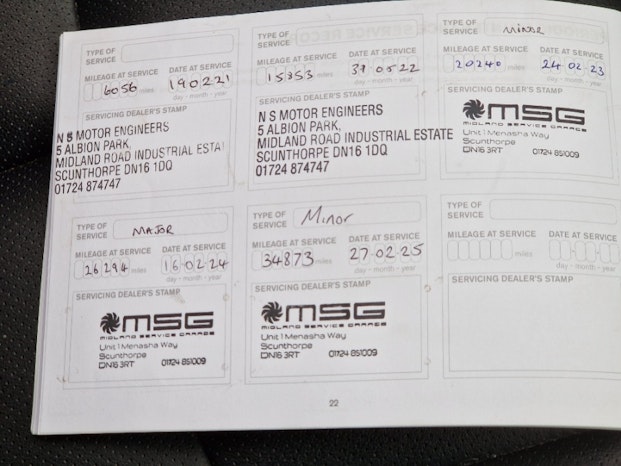 TYPE OF
SERVICE
MILEAGE AT SERVICE DATE AT SERVICE
6056 miles 190221
day - month - year
SERVICING DEALER'S STAMP
N S MOTOR ENGINEERS
5 ALBION PARK,
MIDLAND ROAD INDUSTRIAL ESTA
SCUNTHORPE DN16 1DQ
01724 874747
TYPE OF
SERVICE
MILEAGE AT SERVICE DATE AT SERVICE
miles 05 22
day - month - year
SERVICING DEALER'S STAMP
N S MOTOR ENGINEERS
5 ALBION PARK,
MIDLAND ROAD INDUSTRIAL ESTATE
SCUNTHORPE DN16 1DQ
01724 874747
TYPE OF
SERVICE minor
MILEAGE AT SERVICE DATE AT SERVICE
20240 miles 24 02 23
day - month - year
SERVICING DEALER'S STAMP
MSG
MIDLAND SERVICE GARAGE
Unit 1 Menasha Way
Scunthorpe
DN16 3RT 01724 851009
TYPE OF
SERVICE MAJOR
MILEAGE AT SERVICE DATE AT SERVICE
26294 miles 16 02 24
day - month - year
SERVICING DEALER'S STAMP
MSG
MIDLAND SERVICE GARAGE
Unit 1 Menasha Way
Scunthorpe
DN16 3RT 01724 851009
TYPE OF
SERVICE Minor
MILEAGE AT SERVICE DATE AT SERVICE
34873 miles 27 02 25
day - month - year
SERVICING DEALER'S STAMP
MSG
MIDLAND SERVICE GARAGE
Unit 1 Menasha Way
Scunthorpe
DN16 3RT 01724 851009
TYPE OF
SERVICE
MILEAGE AT SERVICE DATE AT SERVICE
miles
day - month - year
SERVICING DEALER'S STAMP
22